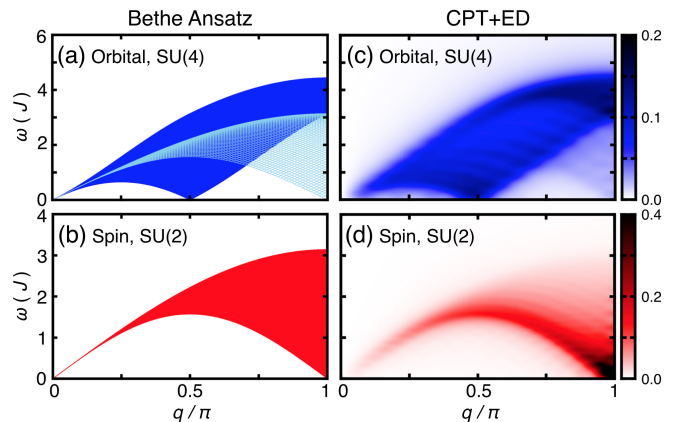 Bethe Ansatz
CPT+ED
(a) Orbital, SU(4)
(c) Orbital, SU(4)
ω ( J )
6
4
2
0
0.2
0.1
0.0
(b) Spin, SU(2)
(d) Spin, SU(2)
ω ( J )
4
3
2
1
0
0.4
0.2
0.0
0
0.5
1
0
0.5
1
q / π
q / π